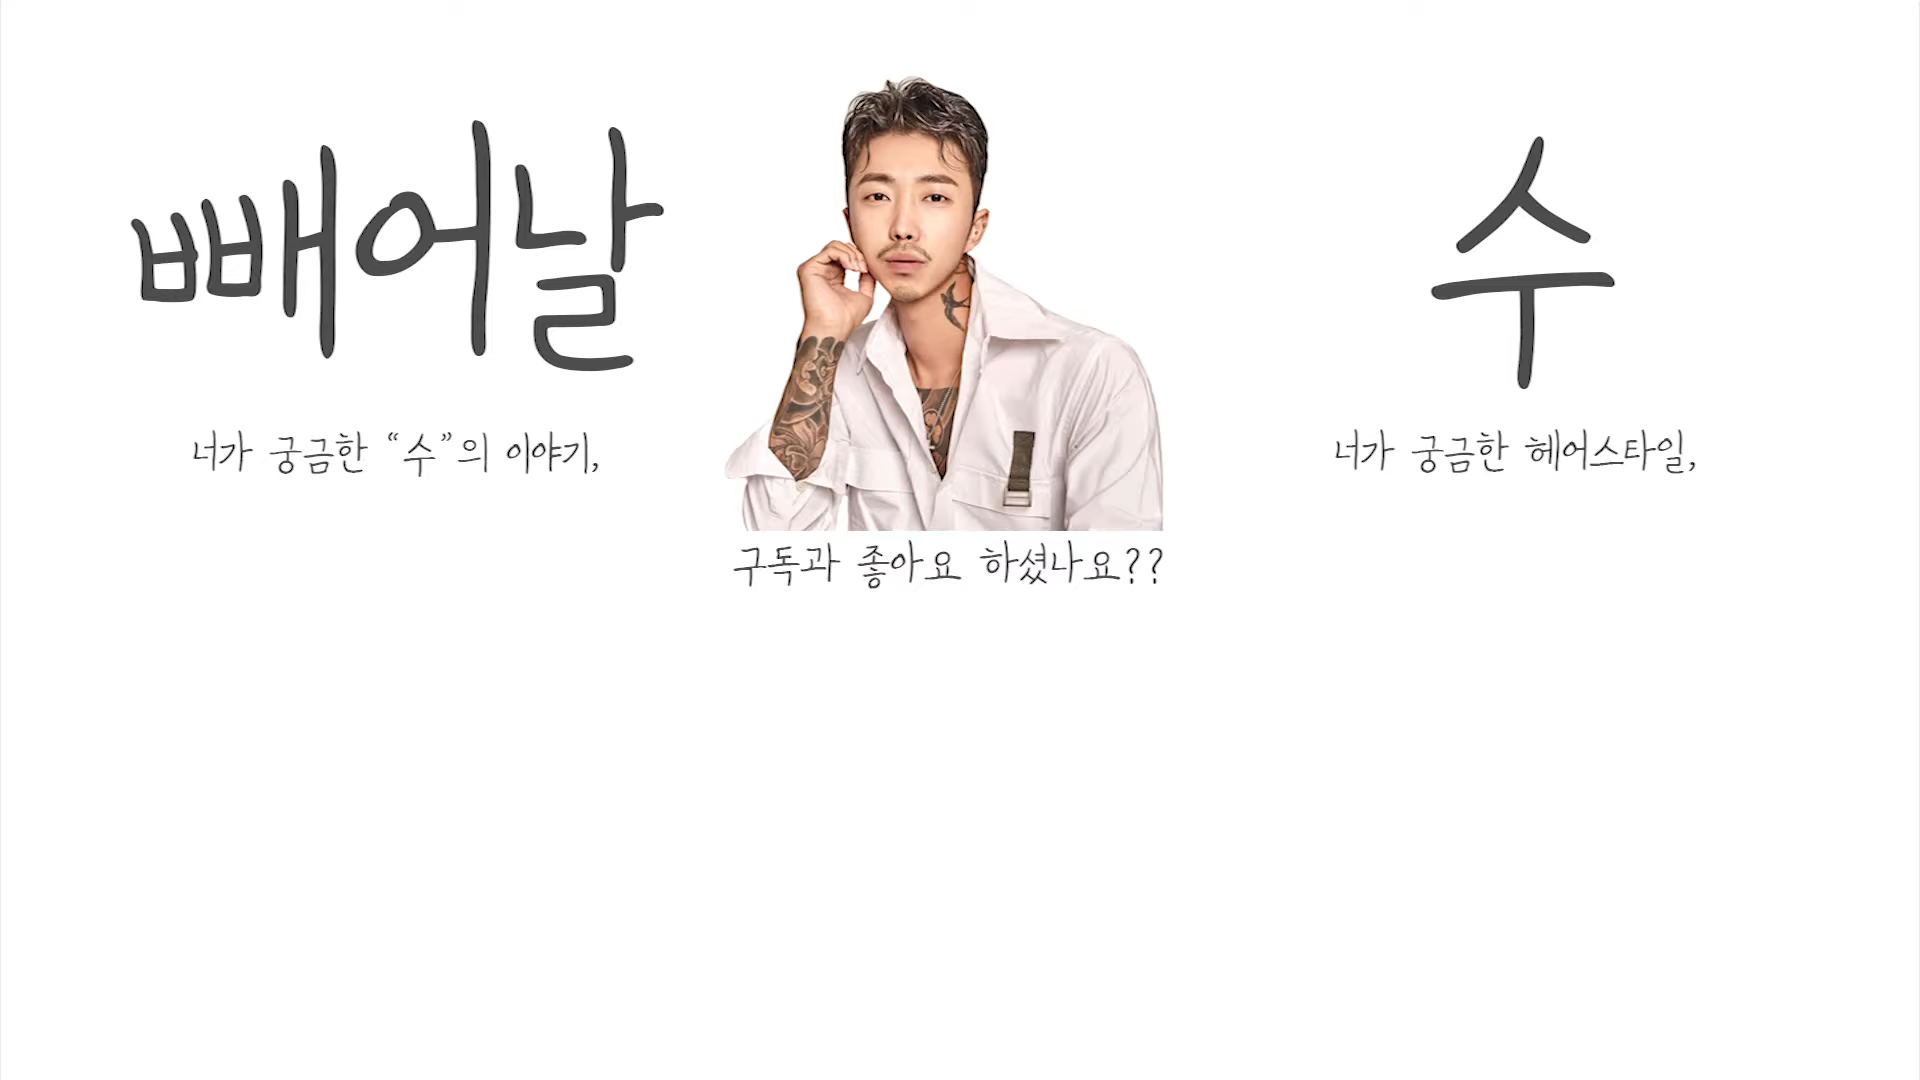 빼어날 수
너가 궁금한 “수”의 이야기,
너가 궁금한 헤어스타일,
구독과 좋아요 하셨나요??